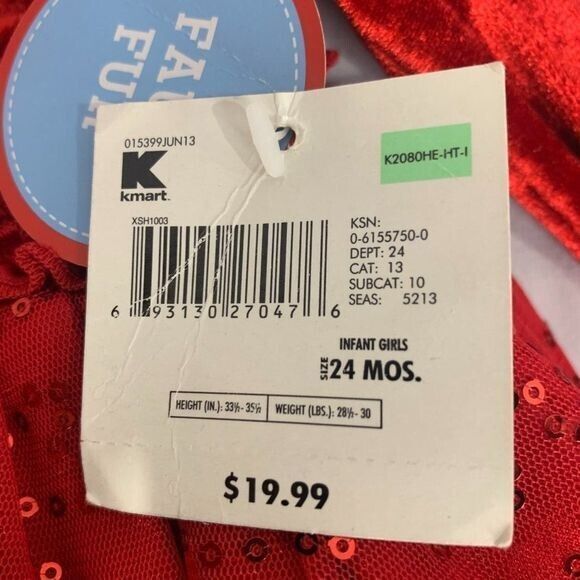 FAU
FUR
015399JUN13
K
kmart
K2080HE-HT-I
XSH1003
6 93130 27047 6
KSN:
0-6155750-0
DEPT: 24
CAT: 13
SUBCAT: 10
SEAS: 5213
INFANT GIRLS
SIZE 24 MOS.
HEIGHT (IN.): 33½- 35½ WEIGHT (LBS.): 28½- 30
$19.99